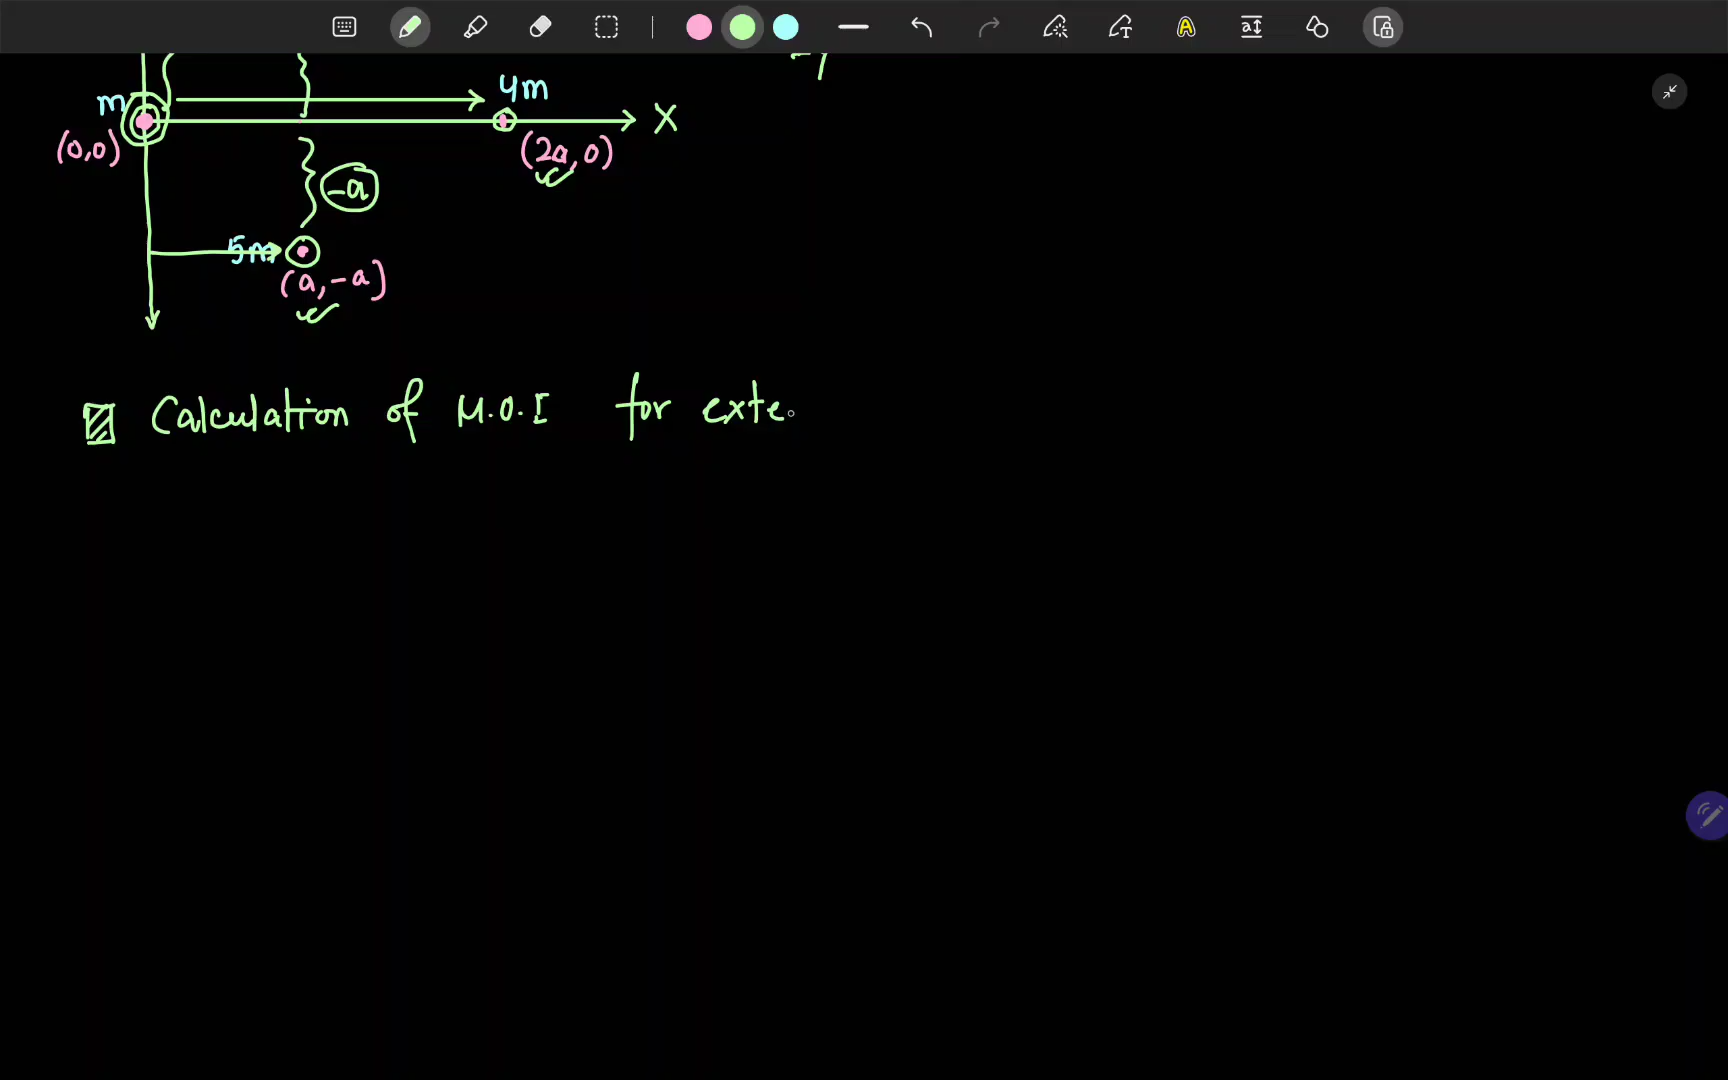 m
4m
X
(0,0)
(2a,0)
-a
5m
(a,-a)
Calculation of M.O.I for exte